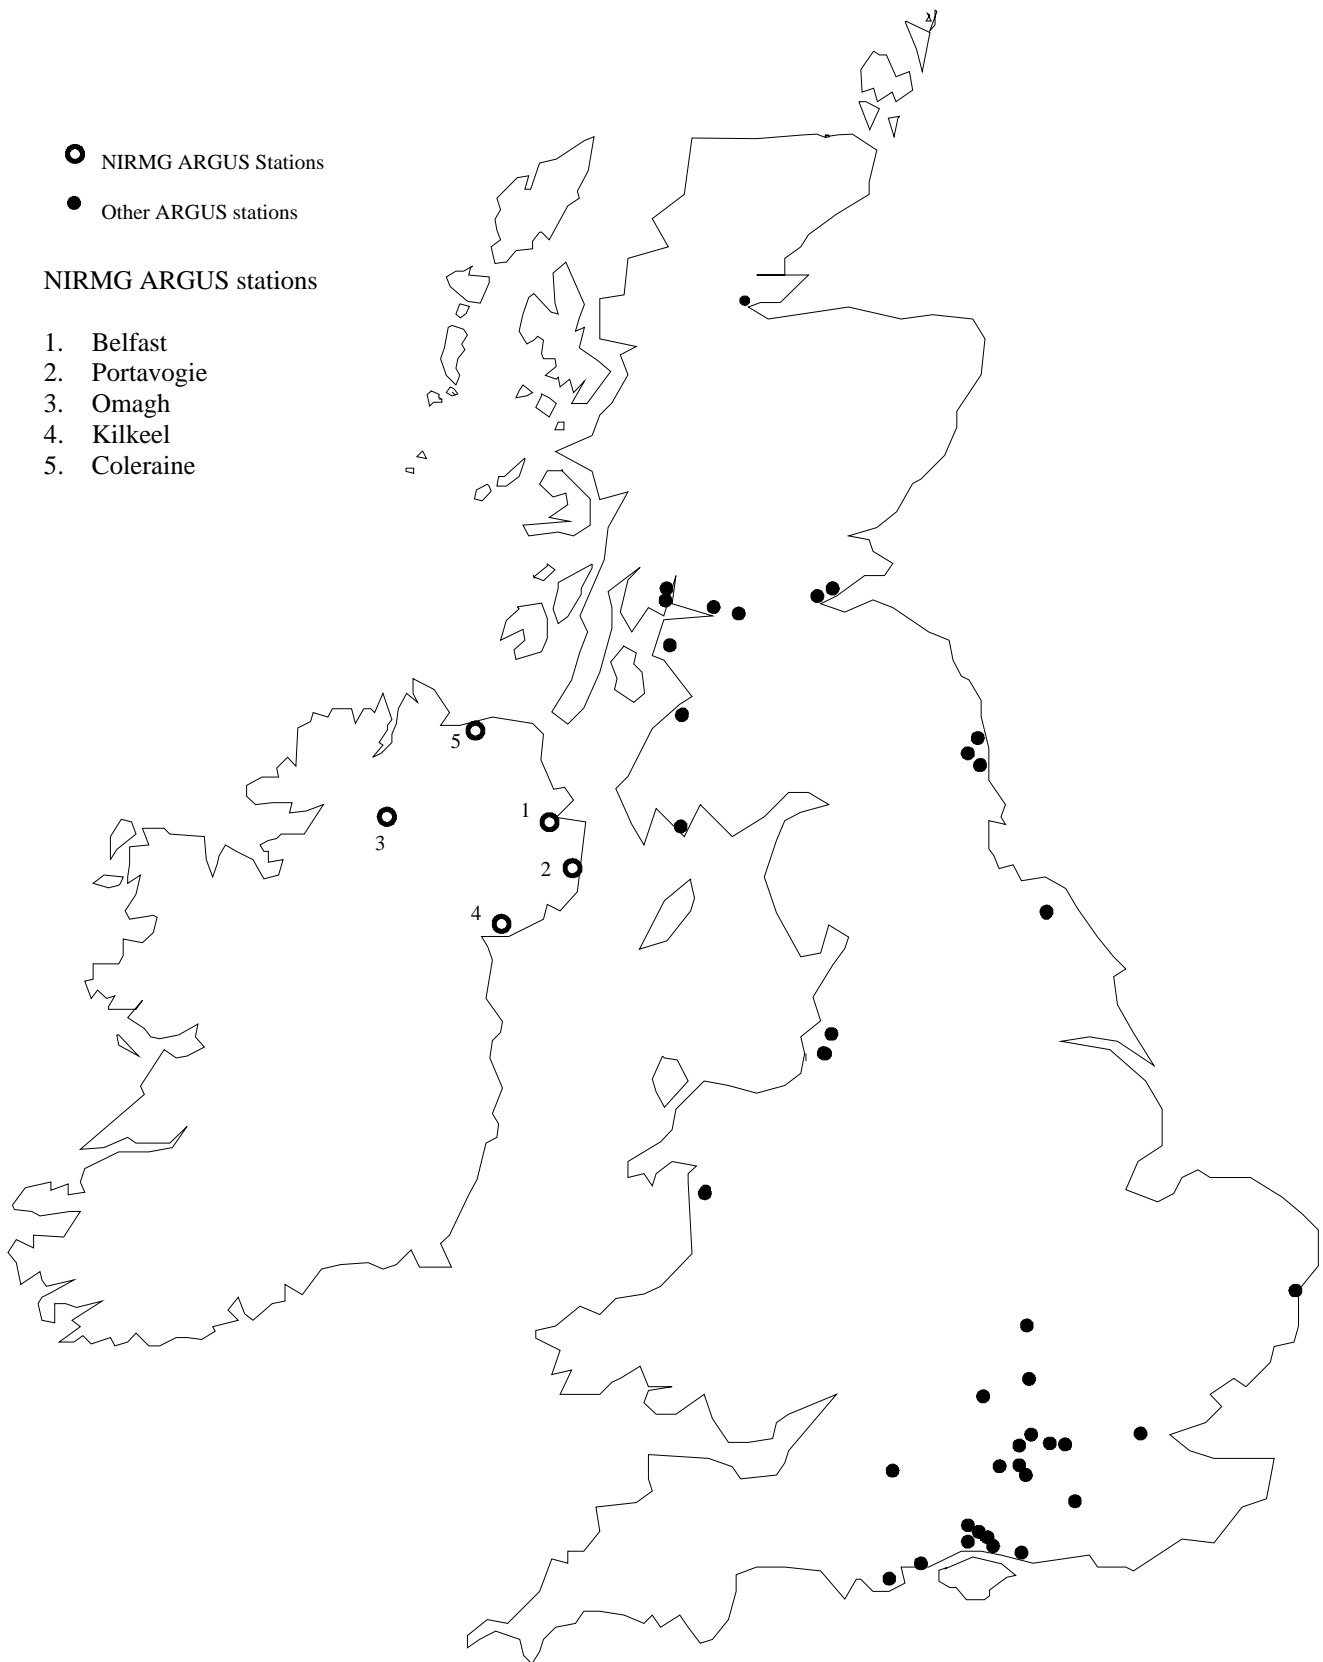 NIRMG ARGUS Stations
Other ARGUS stations
NIRMG ARGUS stations
1. Belfast
2. Portavogie
3. Omagh
4. Kilkeel
5. Coleraine
5
1
3
2
4